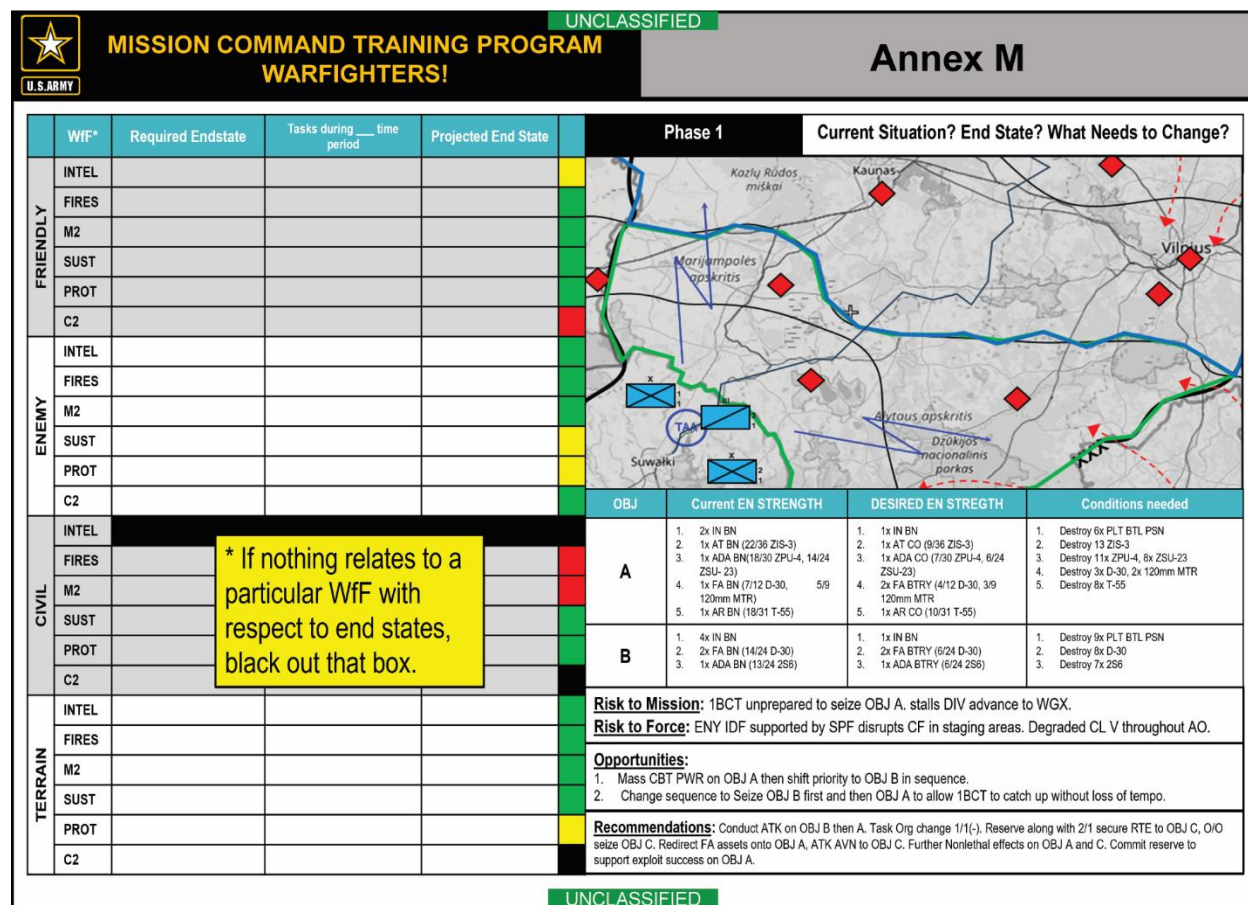 UNCLASSIFIED
MISSION COMMAND TRAINING PROGRAM
WARFIGHTERS!
U.S.ARMY
Annex M
WfF*
Required Endstate
Tasks during ___ time
period
Projected End State
FRIENDLY
INTEL
FIRES
M2
SUST
PROT
C2
ENEMY
INTEL
FIRES
M2
SUST
PROT
C2
CIVIL
INTEL
FIRES
M2
SUST
PROT
C2
TERRAIN
INTEL
FIRES
M2
SUST
PROT
C2
* If nothing relates to a
particular WfF with
respect to end states,
black out that box.
Phase 1
Current Situation? End State? What Needs to Change?
Kazlų Rūdos
miškai
Kaunas
Vilnius
Marijampolės
apskritis
X
1
1
III
1
TAA
Suwałki
X
2
1
Alytaus apskritis
Dzūkijos
nacionalinis
parkas
XXX
OBJ
Current EN STRENGTH
DESIRED EN STREGTH
Conditions needed
A
1. 2x IN BN
2. 1x AT BN (22/36 ZIS-3)
3. 1x ADA BN(18/30 ZPU-4, 14/24
ZSU- 23)
4. 1x FA BN (7/12 D-30, 5/9
120mm MTR)
5. 1x AR BN (18/31 T-55)
1. 1x IN BN
2. 1x AT CO (9/36 ZIS-3)
3. 1x ADA CO (7/30 ZPU-4, 6/24
ZSU-23)
4. 2x FA BTRY (4/12 D-30, 3/9
120mm MTR
5. 1x AR CO (10/31 T-55)
1. Destroy 6x PLT BTL PSN
2. Destroy 13 ZIS-3
3. Destroy 11x ZPU-4, 8x ZSU-23
4. Destroy 3x D-30, 2x 120mm MTR
5. Destroy 8x T-55
B
1. 4x IN BN
2. 2x FA BN (14/24 D-30)
3. 1x ADA BN (13/24 2S6)
1. 1x IN BN
2. 2x FA BTRY (6/24 D-30)
3. 1x ADA BTRY (6/24 2S6)
1. Destroy 9x PLT BTL PSN
2. Destroy 8x D-30
3. Destroy 7x 2S6
Risk to Mission: 1BCT unprepared to seize OBJ A. stalls DIV advance to WGX.
Risk to Force: ENY IDF supported by SPF disrupts CF in staging areas. Degraded CL V throughout AO.
Opportunities:
1. Mass CBT PWR on OBJ A then shift priority to OBJ B in sequence.
2. Change sequence to Seize OBJ B first and then OBJ A to allow 1BCT to catch up without loss of tempo.
Recommendations: Conduct ATK on OBJ B then A. Task Org change 1/1(-). Reserve along with 2/1 secure RTE to OBJ C, O/O
seize OBJ C. Redirect FA assets onto OBJ A, ATK AVN to OBJ C. Further Nonlethal effects on OBJ A and C. Commit reserve to
support exploit success on OBJ A.
UNCLASSIFIED